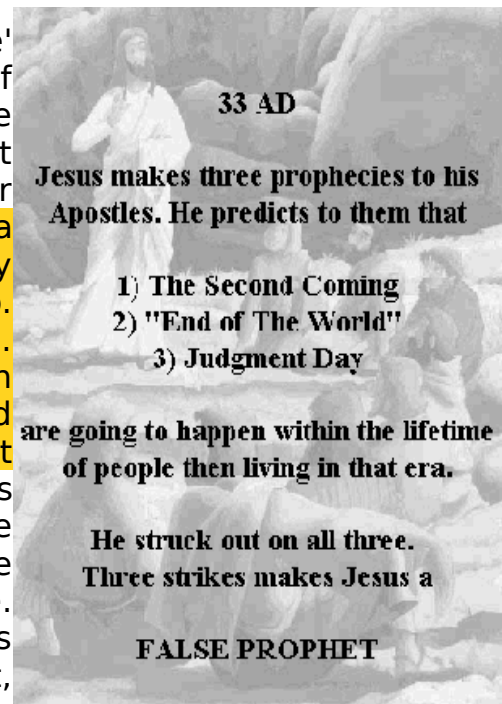 33 AD
Jesus makes three prophecies to his
Apostles. He predicts to them that
1) The Second Coming
2) "End of The World"
3) Judgment Day
are going to happen within the lifetime
of people then living in that era.
He struck out on all three.
Three strikes makes Jesus a
FALSE PROPHET